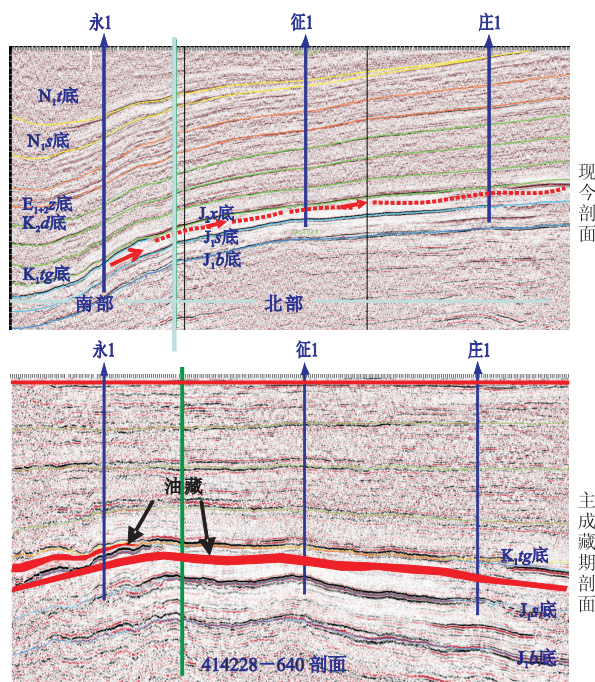 永1 征1 庄1
N₁t底
N₁s底
E₁₊₂z底
K₂d底
J₂x底
J₁s底
J₁b底
K₁tg底
南部 北部
现今剖面
永1 征1 庄1
油藏
K₁tg底
J₁s底
J₁b底
414228－640 剖面
主成藏期剖面